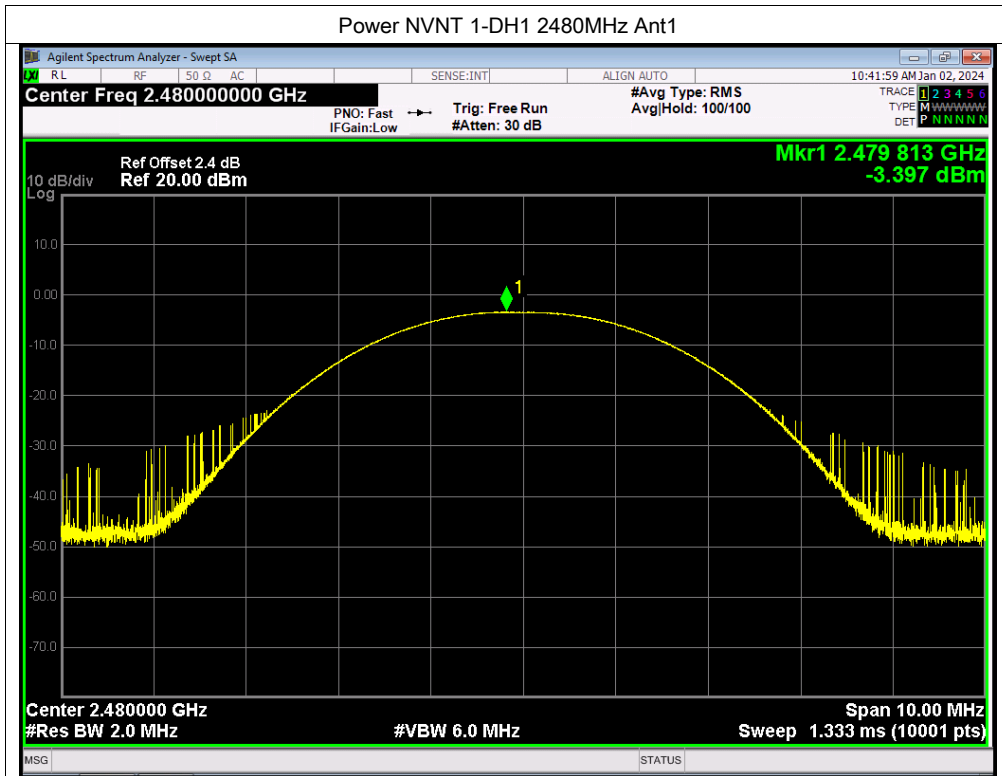 Power NVNT 1-DH1 2480MHz Ant1
Agilent Spectrum Analyzer - Swept SA
LXI RL RF 50 Ω AC SENSE:INT ALIGN AUTO 10:41:59 AM Jan 02, 2024
Center Freq 2.480000000 GHz #Avg Type: RMS TRACE 1 2 3 4 5 6
PNO: Fast Trig: Free Run Avg|Hold: 100/100 TYPE M WWWWW
IFGain:Low #Atten: 30 dB DET P N N N N N
Mkr1 2.479 813 GHz
Ref Offset 2.4 dB
10 dB/div Ref 20.00 dBm -3.397 dBm
Log
1
10.0
0.00
-10.0
-20.0
-30.0
-40.0
-50.0
-60.0
-70.0
Center 2.480000 GHz Span 10.00 MHz
#Res BW 2.0 MHz #VBW 6.0 MHz Sweep 1.333 ms (10001 pts)
MSG STATUS